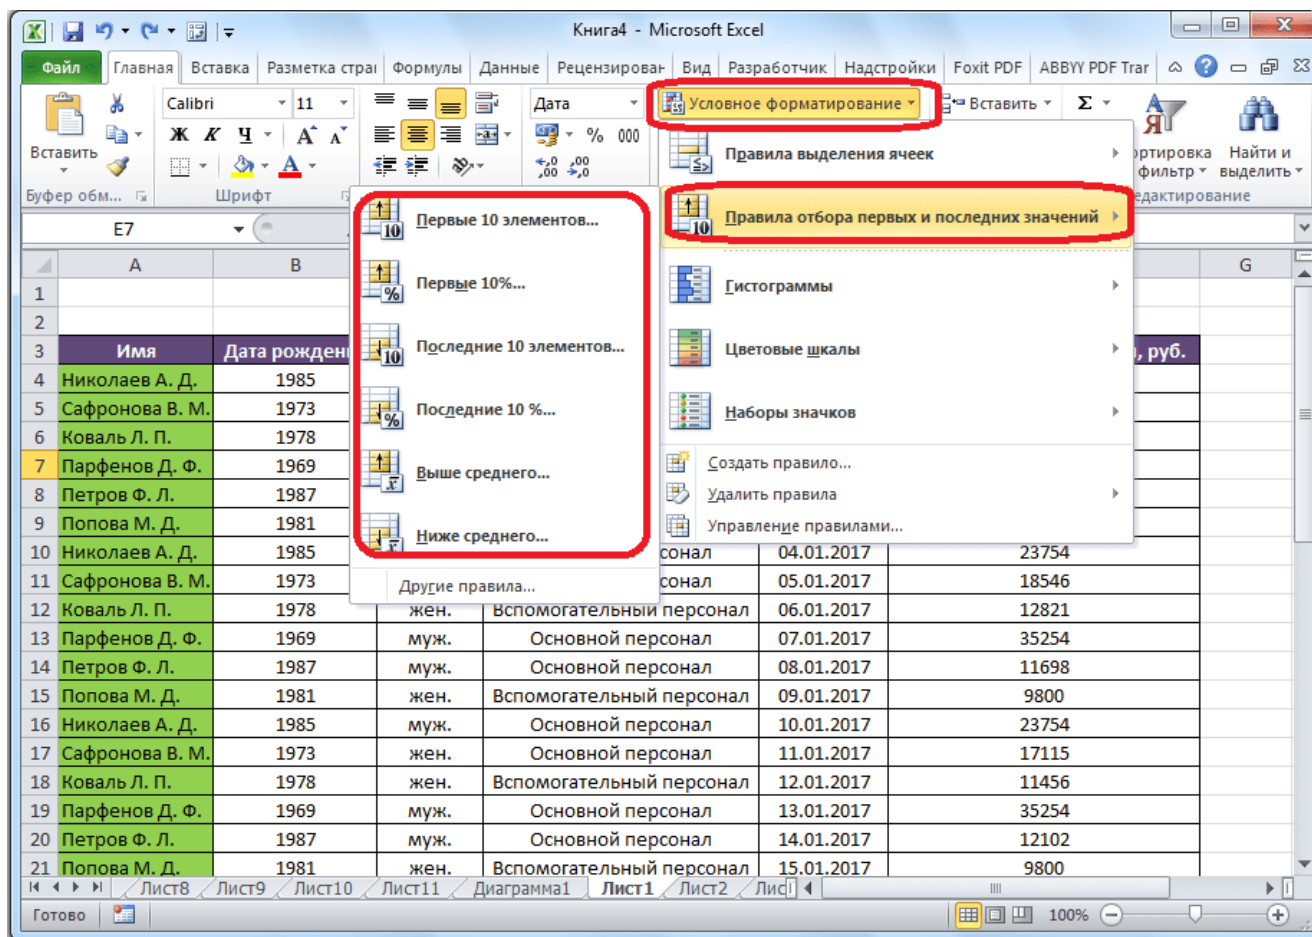 Книга4 - Microsoft Excel
Файл Главная Вставка Разметка страı Формулы Данные Рецензирован Вид Разработчик Надстройки Foxit PDF ABBYY PDF Tran
Calibri 11 Дата Условное форматирование Вставить Σ
Вставить Ж К Ч А А % 000 Найти и
фильтр выделить
Буфер обм... Шрифт
Правила выделения ячеек
Правила отбора первых и последних значений
Гистограммы
Цветовые шкалы
Наборы значков
Создать правило...
Удалить правила
Управление правилами...
Первые 10 элементов...
Первые 10%...
Последние 10 элементов...
Последние 10 %...
Выше среднего...
Ниже среднего...
Другие правила...
E7
A B G
1
2
3 Имя Дата рожден , руб.
4 Николаев А. Д. 1985
5 Сафронова В. М. 1973
6 Коваль Л. П. 1978
7 Парфенов Д. Ф. 1969
8 Петров Ф. Л. 1987
9 Попова М. Д. 1981
10 Николаев А. Д. 1985 сонал 04.01.2017 23754
11 Сафронова В. М. 1973 сонал 05.01.2017 18546
12 Коваль Л. П. 1978 жен. Вспомогательный персонал 06.01.2017 12821
13 Парфенов Д. Ф. 1969 муж. Основной персонал 07.01.2017 35254
14 Петров Ф. Л. 1987 муж. Основной персонал 08.01.2017 11698
15 Попова М. Д. 1981 жен. Вспомогательный персонал 09.01.2017 9800
16 Николаев А. Д. 1985 муж. Основной персонал 10.01.2017 23754
17 Сафронова В. М. 1973 жен. Основной персонал 11.01.2017 17115
18 Коваль Л. П. 1978 жен. Вспомогательный персонал 12.01.2017 11456
19 Парфенов Д. Ф. 1969 муж. Основной персонал 13.01.2017 35254
20 Петров Ф. Л. 1987 муж. Основной персонал 14.01.2017 12102
21 Попова М. Д. 1981 жен. Вспомогательный персонал 15.01.2017 9800
Лист8 Лист9 Лист10 Лист11 Диаграмма1 Лист1 Лист2 Лис
Готово 100%